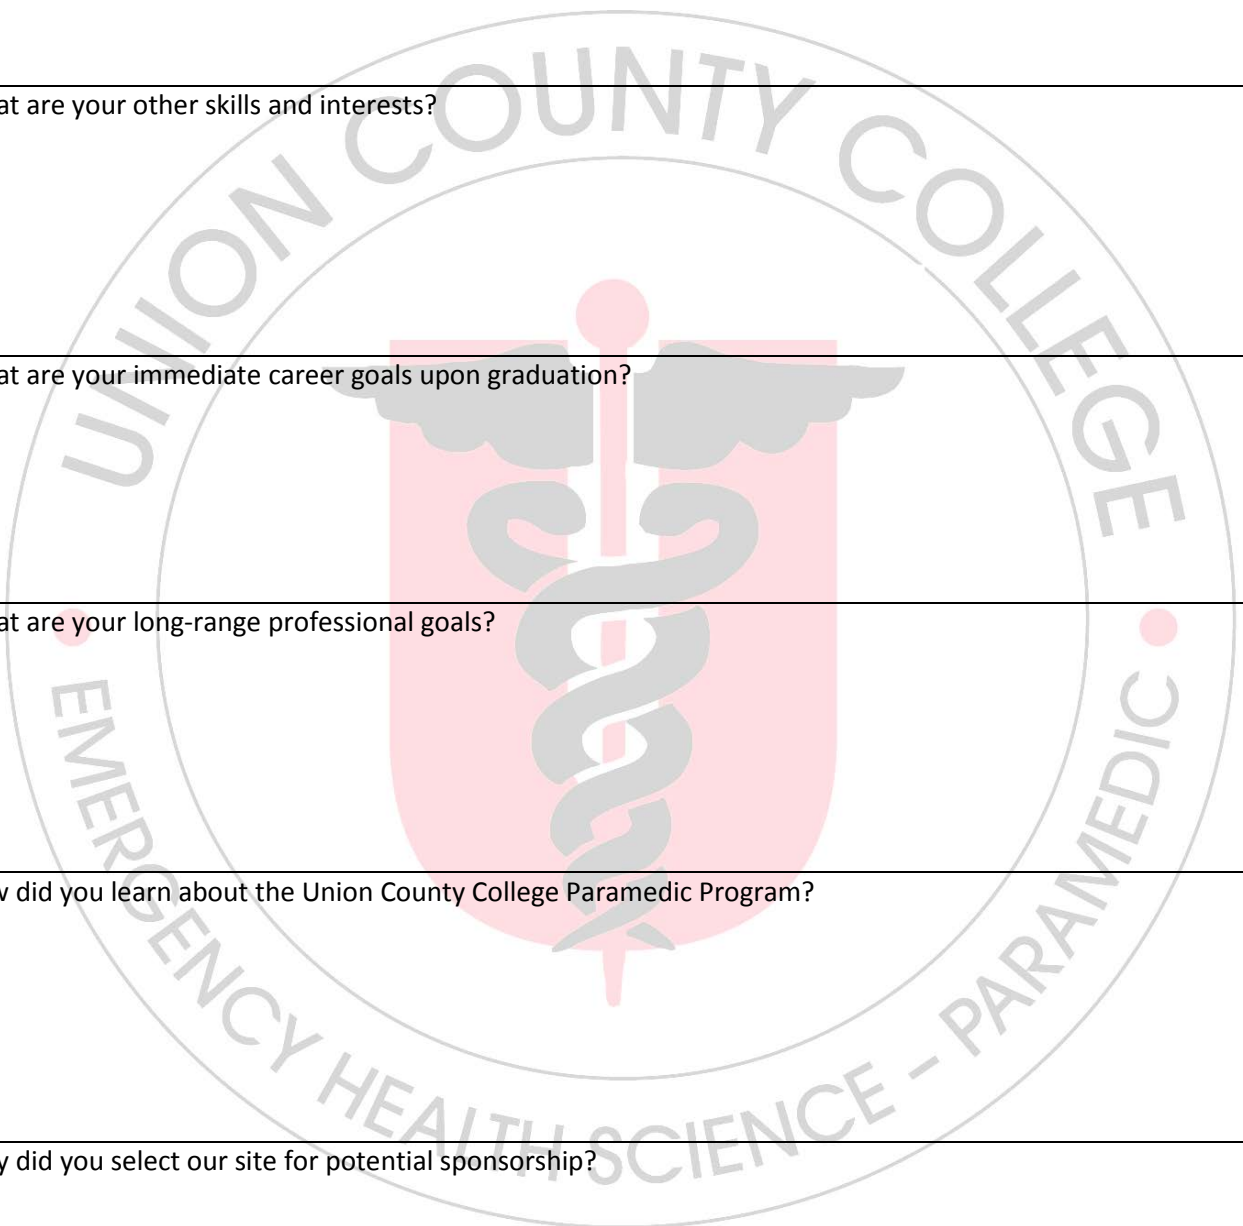 at are your other skills and interests?
at are your immediate career goals upon graduation?
at are your long-range professional goals?
w did you learn about the Union County College Paramedic Program?
y did you select our site for potential sponsorship?
UNION COUNTY COLLEGE
EMERGENCY HEALTH SCIENCE – PARAMEDIC